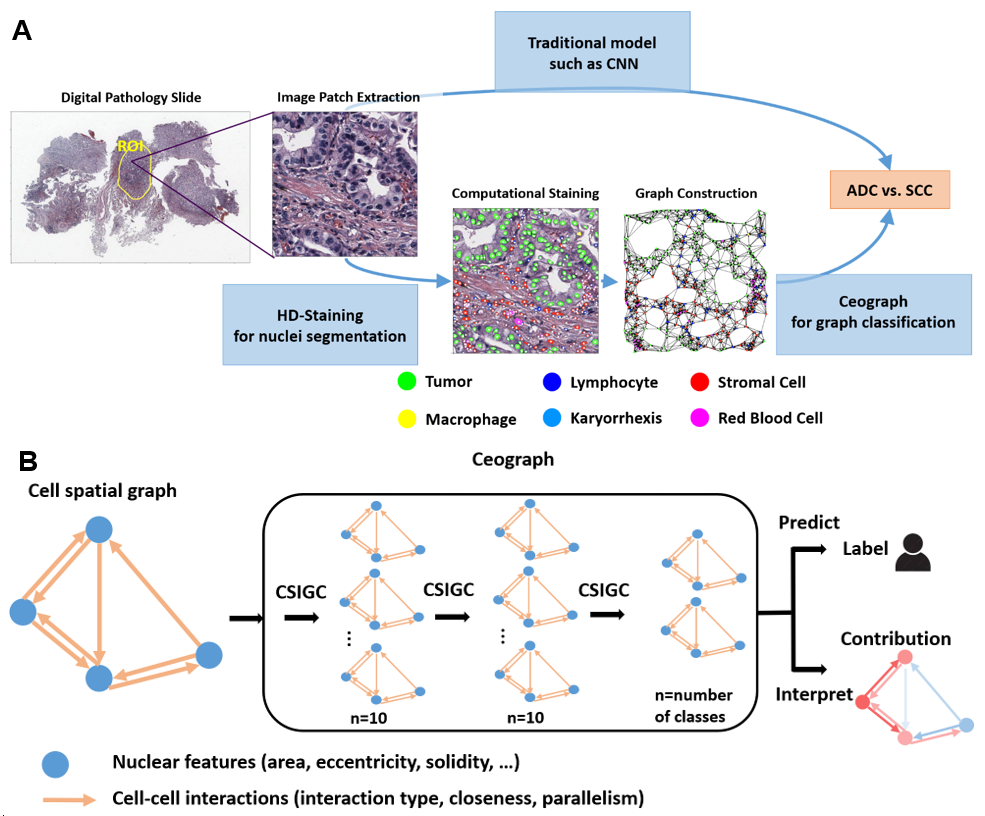 A
Traditional model
such as CNN
Digital Pathology Slide
Image Patch Extraction
ROI
Computational Staining
Graph Construction
ADC vs. SCC
HD-Staining
for nuclei segmentation
Ceograph
for graph classification
Tumor
Lymphocyte
Stromal Cell
Macrophage
Karyorrhexis
Red Blood Cell
B
Ceograph
Cell spatial graph
CSIGC
CSIGC
CSIGC
⋮
⋮
n=10
n=10
n=number
of classes
Predict
Label
Contribution
Interpret
Nuclear features (area, eccentricity, solidity, ...)
Cell-cell interactions (interaction type, closeness, parallelism)